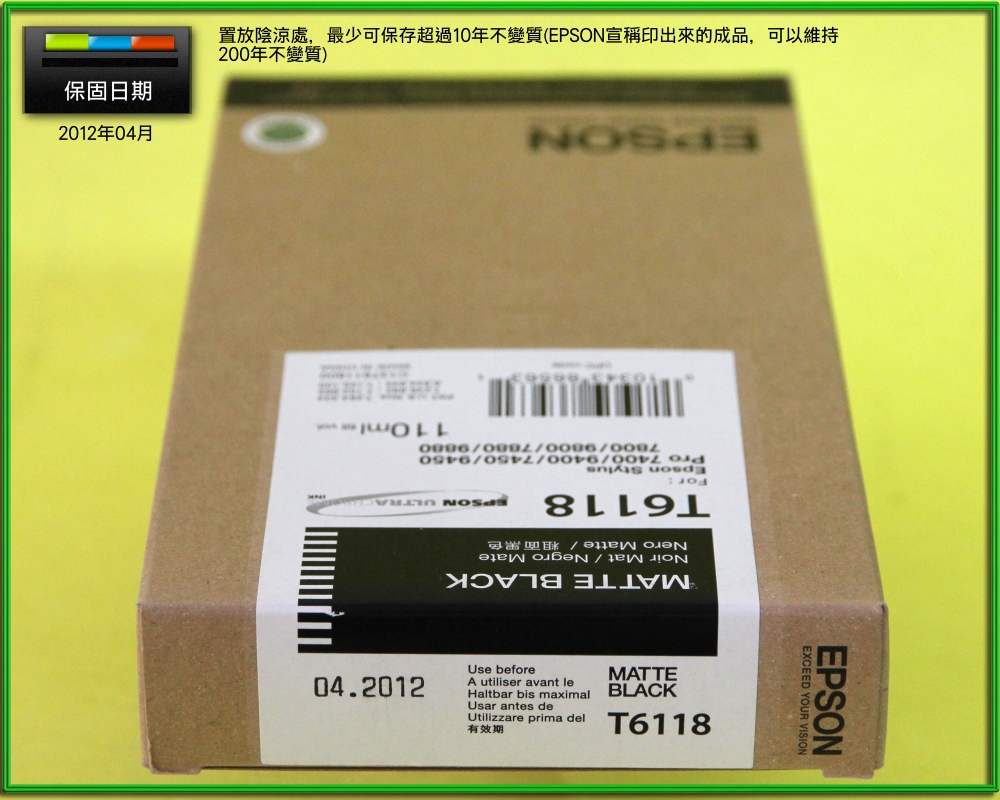 置放陰涼處，最少可保存超過10年不變質(EPSON宣稱印出來的成品，可以維持
200年不變質)
保固日期
2012年04月
EPSON
110ml fill vol.
7800/9800/7880/9880
Pro 7400/9400/7450/9450
Epson Stylus
For:
T6118
EPSON ULTRACHROME INK
Nero Matte / 粗面黑色
Noir Mat / Negro Mate
MATTE BLACK
04.2012
Use before
A utiliser avant le
Haltbar bis maximal
Usar antes de
Utilizzare prima del
有效期
MATTE
BLACK
T6118
EPSON
EXCEED YOUR VISION